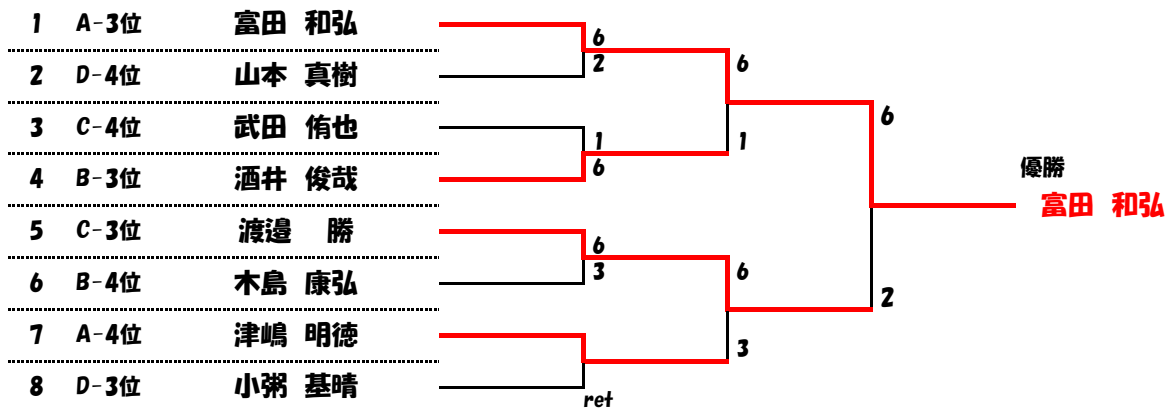 1 A-3位 富田 和弘
6
2
2 D-4位 山本 真樹
6
1
3 C-4位 武田 侑也
1
6
4 B-3位 酒井 俊哉
6
2
優勝
富田 和弘
5 C-3位 渡邉 勝
6
3
6 B-4位 木島 康弘
6
3
7 A-4位 津嶋 明徳
8 D-3位 小粥 基晴
ret